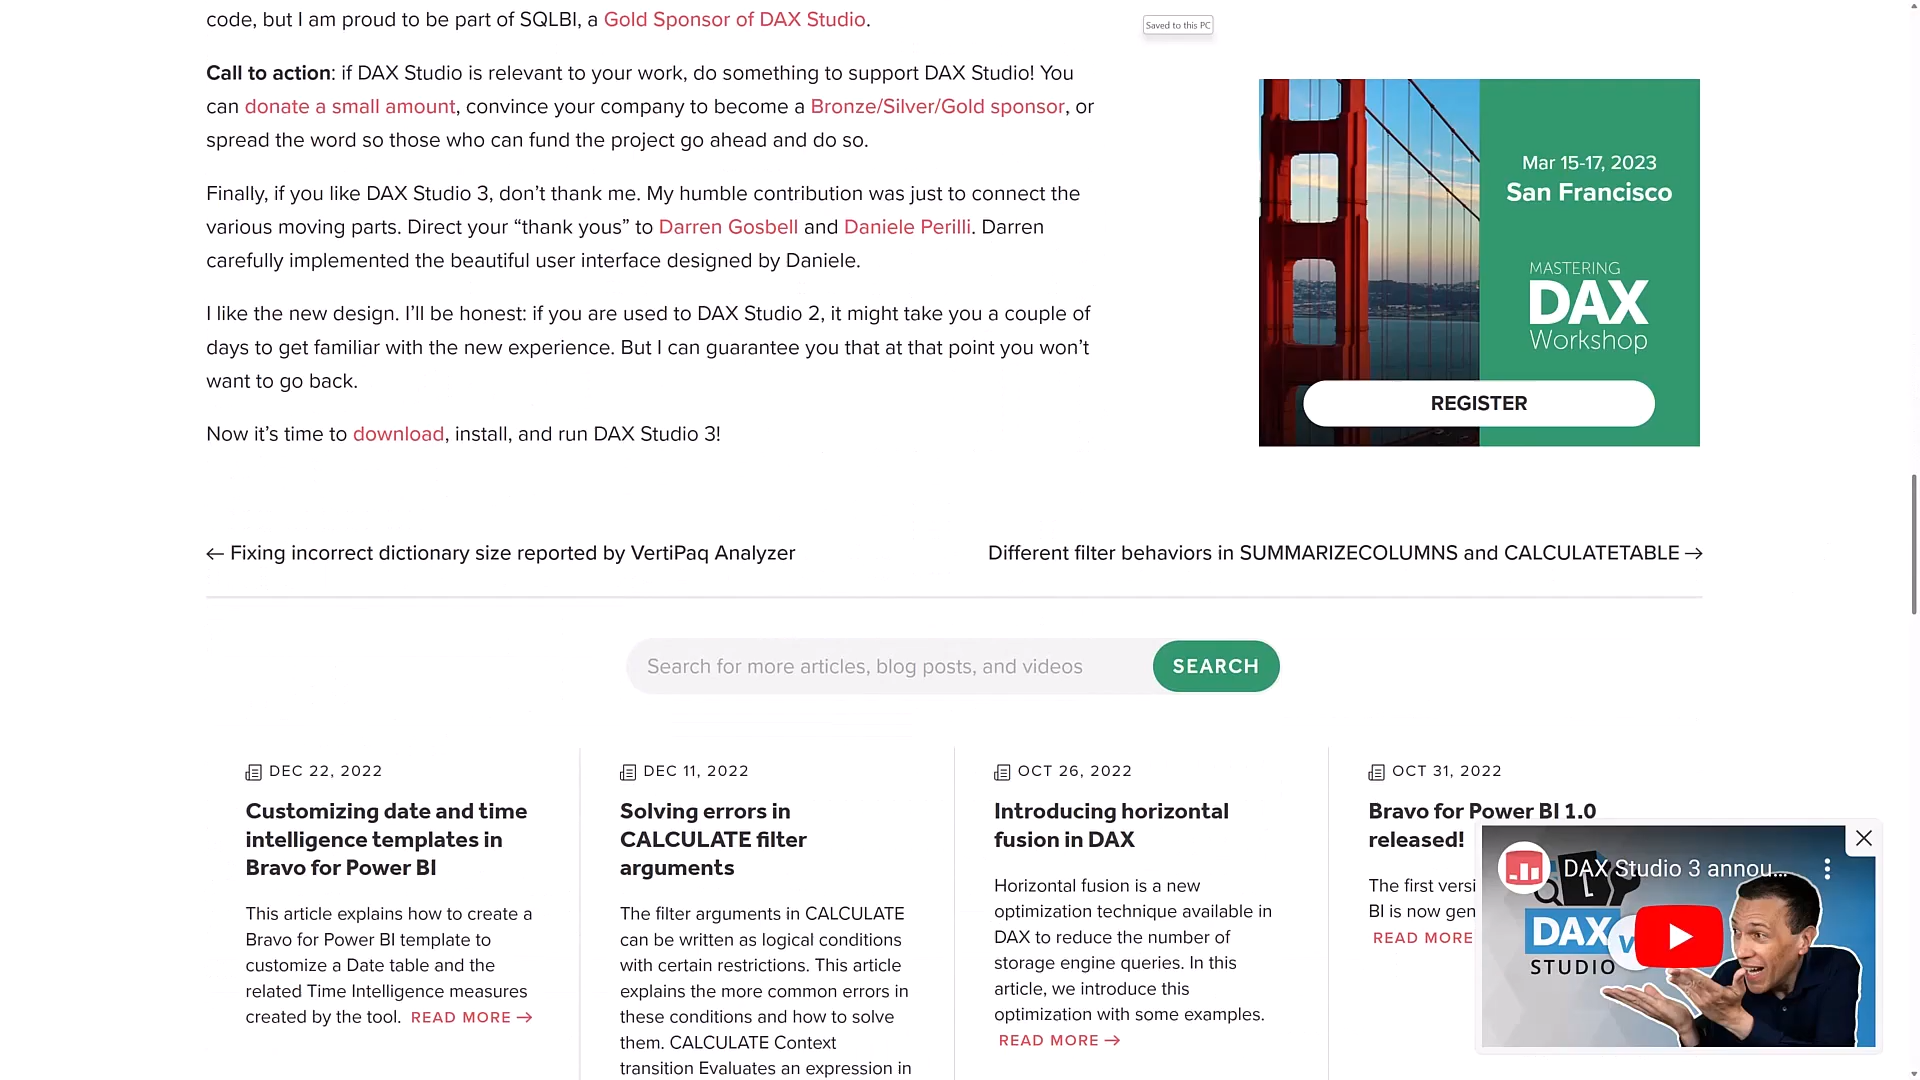 code, but I am proud to be part of SQLBI, a Gold Sponsor of DAX Studio.
Saved to this PC
Call to action: if DAX Studio is relevant to your work, do something to support DAX Studio! You
can donate a small amount, convince your company to become a Bronze/Silver/Gold sponsor, or
spread the word so those who can fund the project go ahead and do so.
Finally, if you like DAX Studio 3, don’t thank me. My humble contribution was just to connect the
various moving parts. Direct your “thank yous” to Darren Gosbell and Daniele Perilli. Darren
carefully implemented the beautiful user interface designed by Daniele.
I like the new design. I’ll be honest: if you are used to DAX Studio 2, it might take you a couple of
days to get familiar with the new experience. But I can guarantee you that at that point you won’t
want to go back.
Now it’s time to download, install, and run DAX Studio 3!
Mar 15-17, 2023
San Francisco
MASTERING
DAX
Workshop
REGISTER
← Fixing incorrect dictionary size reported by VertiPaq Analyzer
Different filter behaviors in SUMMARIZECOLUMNS and CALCULATETABLE →
Search for more articles, blog posts, and videos
SEARCH
DEC 22, 2022
Customizing date and time
intelligence templates in
Bravo for Power BI
This article explains how to create a
Bravo for Power BI template to
customize a Date table and the
related Time Intelligence measures
created by the tool. READ MORE →
DEC 11, 2022
Solving errors in
CALCULATE filter
arguments
The filter arguments in CALCULATE
can be written as logical conditions
with certain restrictions. This article
explains the more common errors in
these conditions and how to solve
them. CALCULATE Context
transition Evaluates an expression in
OCT 26, 2022
Introducing horizontal
fusion in DAX
Horizontal fusion is a new
optimization technique available in
DAX to reduce the number of
storage engine queries. In this
article, we introduce this
optimization with some examples.
READ MORE →
OCT 31, 2022
Bravo for Power BI 1.0
released!
The first versi
BI is now gen
READ MORE
DAX Studio 3 annou...
DAX
STUDIO